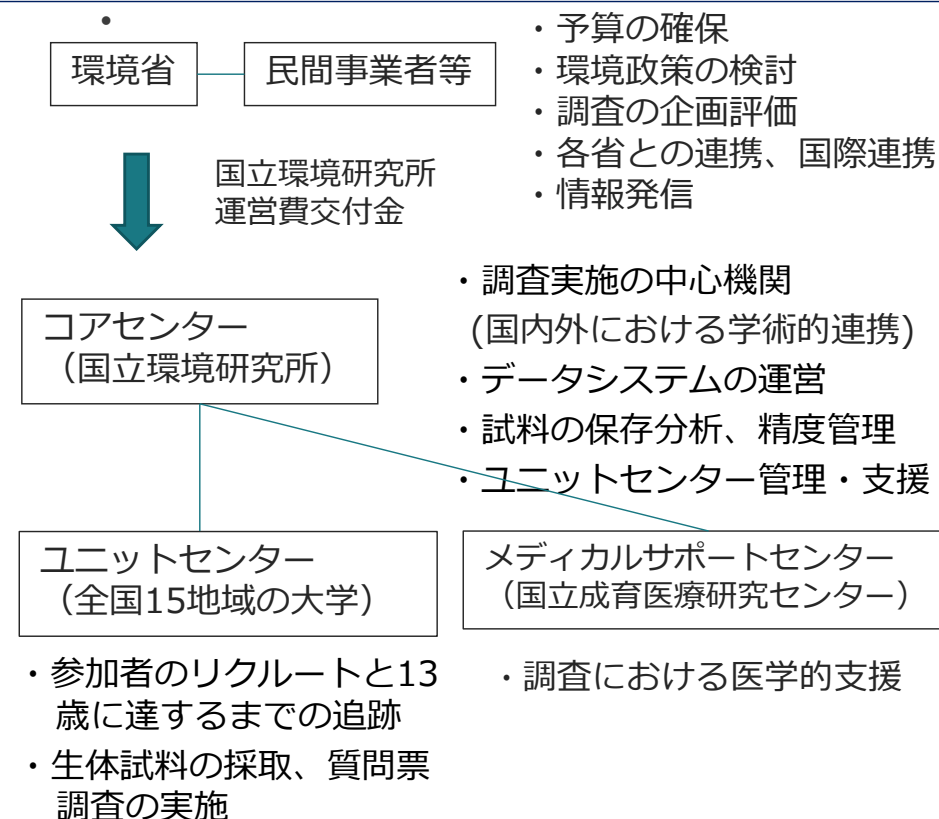 •
環境省
民間事業者等
・予算の確保
・環境政策の検討
・調査の企画評価
・各省との連携、国際連携
・情報発信
国立環境研究所
運営費交付金
コアセンター
（国立環境研究所）
・調査実施の中心機関
(国内外における学術的連携)
・データシステムの運営
・試料の保存分析、精度管理
・ユニットセンター管理・支援
ユニットセンター
（全国15地域の大学）
・参加者のリクルートと13
歳に達するまでの追跡
・生体試料の採取、質問票
調査の実施
メディカルサポートセンター
（国立成育医療研究センター）
・調査における医学的支援